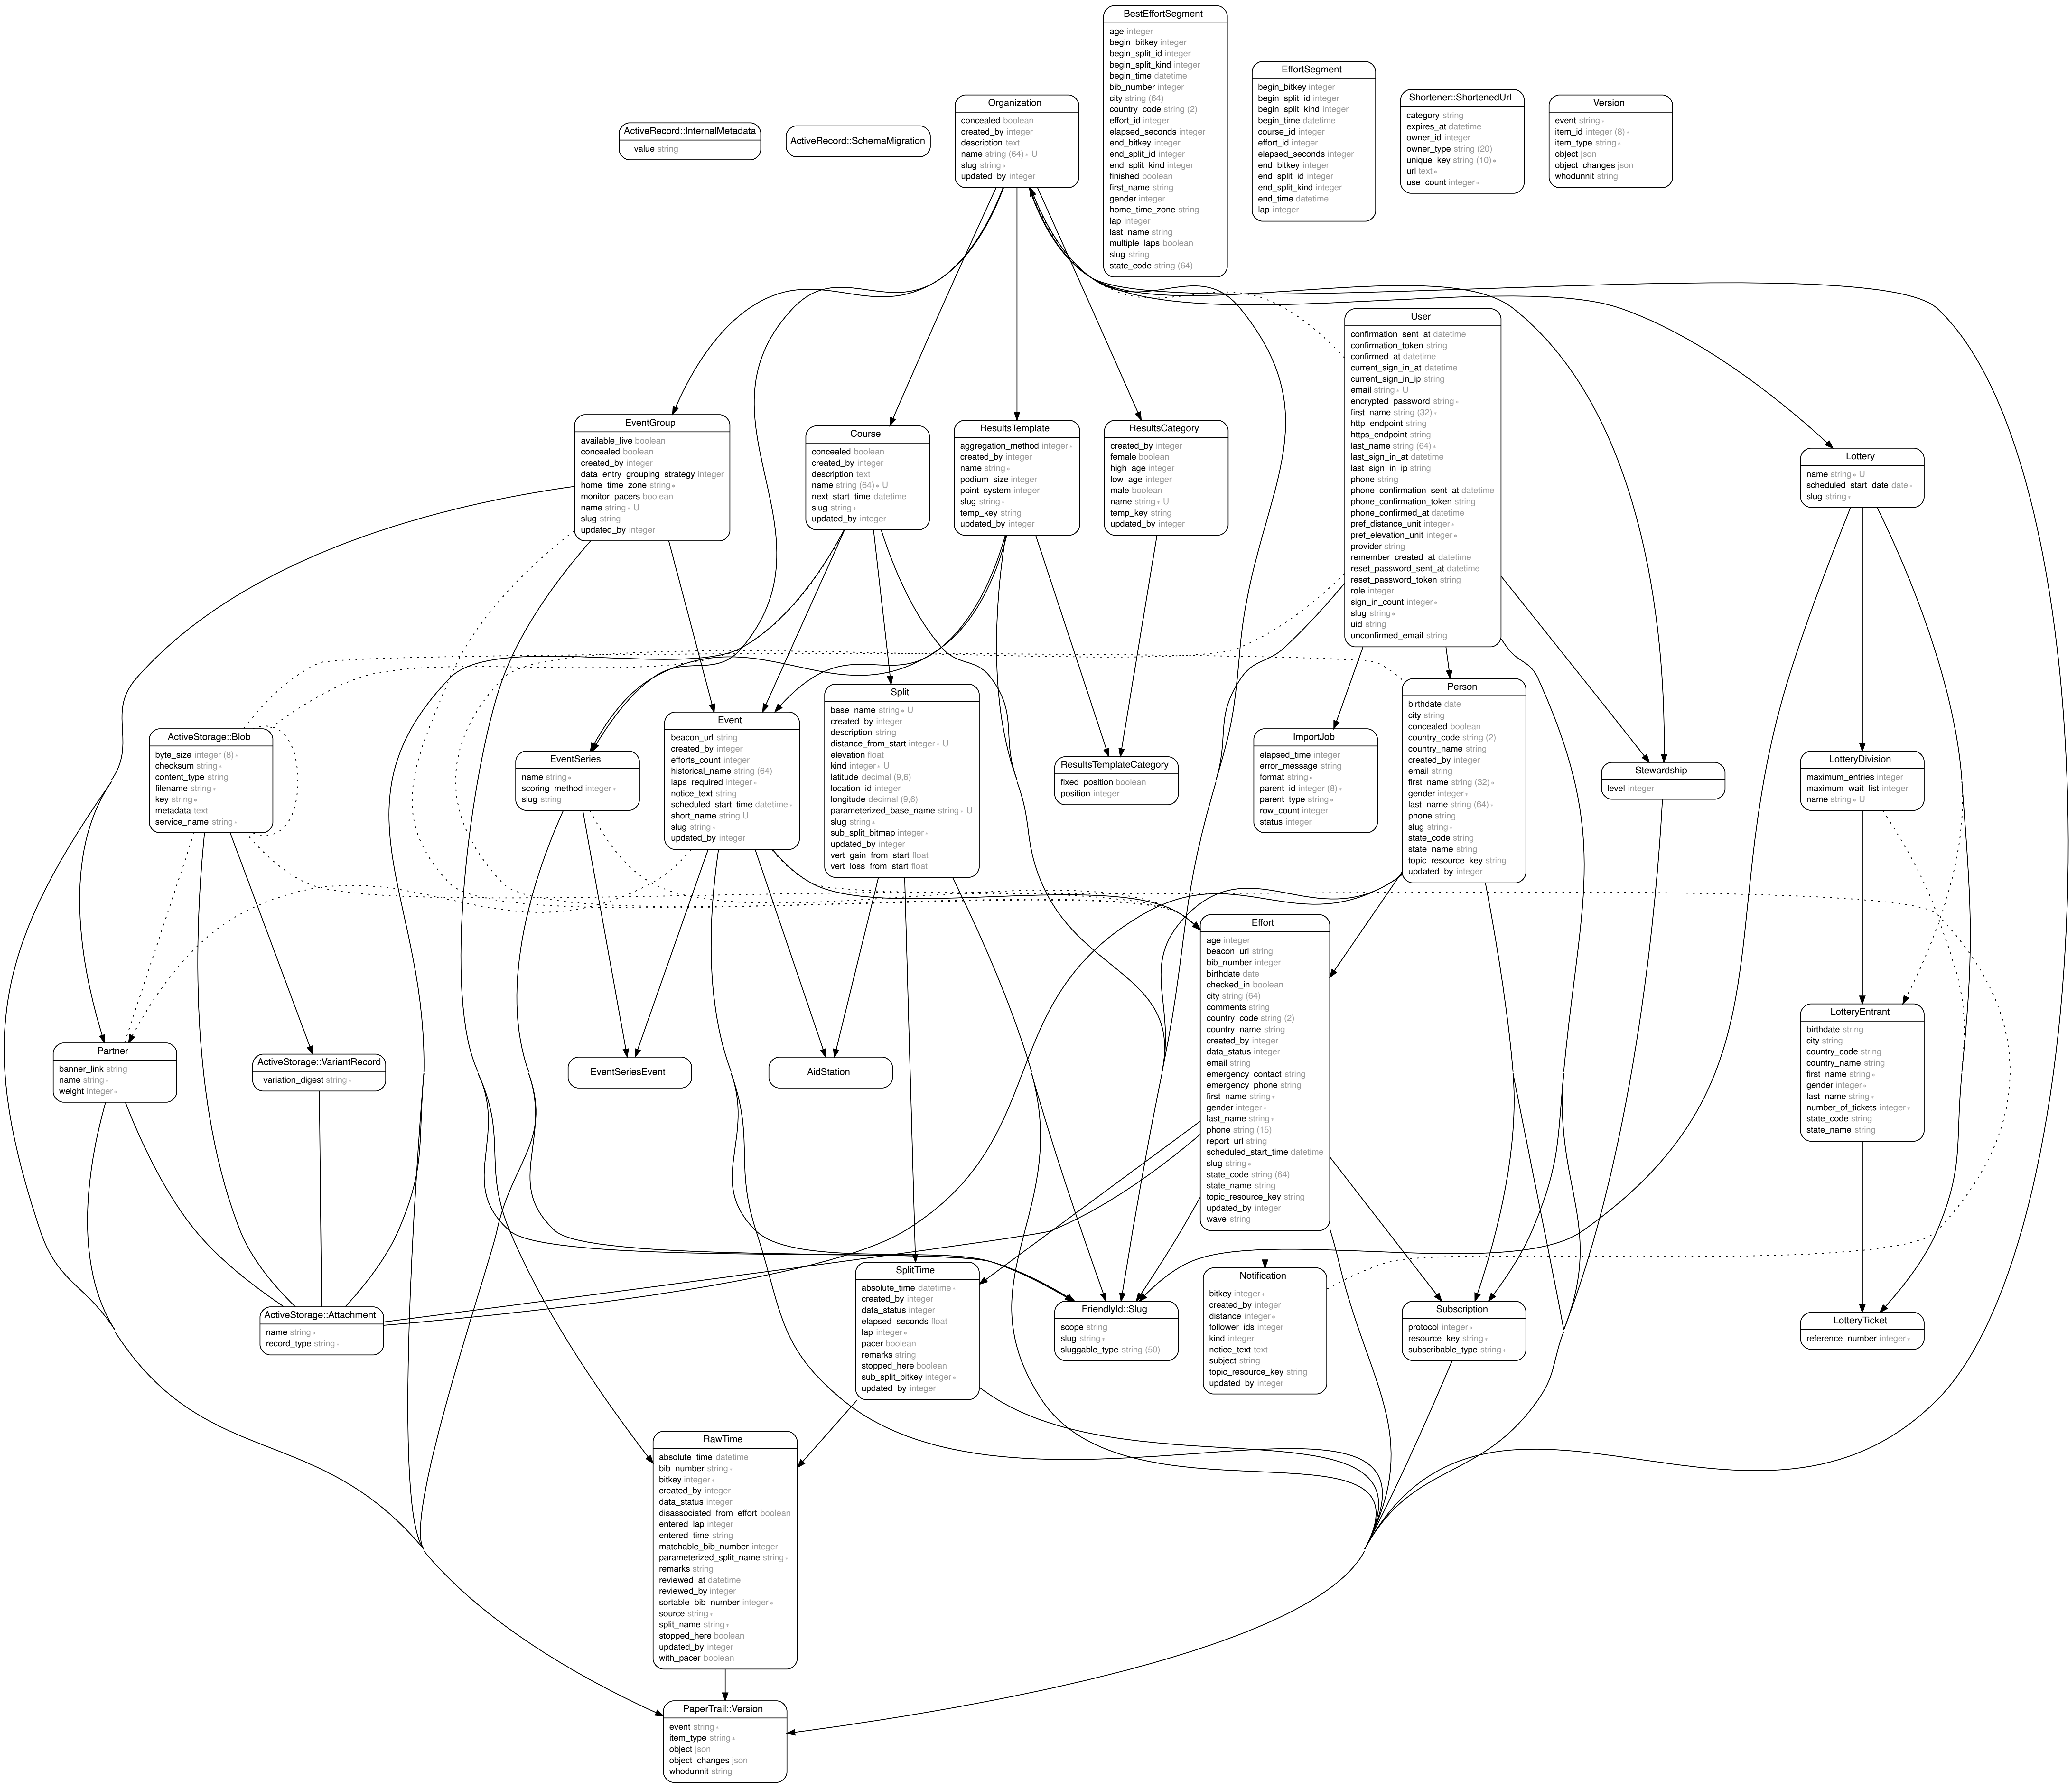 BestEffortSegment
age integer
begin_bitkey integer
begin_split_id integer
begin_split_kind integer
begin_time datetime
bib_number integer
city string (64)
country_code string (2)
effort_id integer
elapsed_seconds integer
end_bitkey integer
end_split_id integer
end_split_kind integer
finished boolean
first_name string
gender integer
home_time_zone string
lap integer
last_name string
multiple_laps boolean
slug string
state_code string (64)
EffortSegment
begin_bitkey integer
begin_split_id integer
begin_split_kind integer
begin_time datetime
course_id integer
effort_id integer
elapsed_seconds integer
end_bitkey integer
end_split_id integer
end_split_kind integer
end_time datetime
lap integer
Shortener::ShortenedUrl
category string
expires_at datetime
owner_id integer
owner_type string (20)
unique_key string (10) *
url text *
use_count integer *
Version
event string *
item_id integer (8) *
item_type string *
object json
object_changes json
whodunnit string
Organization
concealed boolean
created_by integer
description text
name string (64) * U
slug string *
updated_by integer
ActiveRecord::InternalMetadata
value string
ActiveRecord::SchemaMigration
User
confirmation_sent_at datetime
confirmation_token string
confirmed_at datetime
current_sign_in_at datetime
current_sign_in_ip string
email string * U
encrypted_password string *
first_name string (32) *
http_endpoint string
https_endpoint string
last_name string (64) *
last_sign_in_at datetime
last_sign_in_ip string
phone string
phone_confirmation_sent_at datetime
phone_confirmation_token string
phone_confirmed_at datetime
pref_distance_unit integer *
pref_elevation_unit integer *
provider string
remember_created_at datetime
reset_password_sent_at datetime
reset_password_token string
role integer
sign_in_count integer *
slug string *
uid string
unconfirmed_email string
EventGroup
available_live boolean
concealed boolean
created_by integer
data_entry_grouping_strategy integer
home_time_zone string *
monitor_pacers boolean
name string * U
slug string
updated_by integer
Course
concealed boolean
created_by integer
description text
name string (64) * U
next_start_time datetime
slug string *
updated_by integer
ResultsTemplate
aggregation_method integer *
created_by integer
name string *
podium_size integer
point_system integer
slug string *
temp_key string
updated_by integer
ResultsCategory
created_by integer
female boolean
high_age integer
low_age integer
male boolean
name string * U
temp_key string
updated_by integer
Lottery
name string * U
scheduled_start_date date *
slug string *
ActiveStorage::Blob
byte_size integer (8) *
checksum string *
content_type string
filename string *
key string *
metadata text
service_name string *
EventSeries
name string *
scoring_method integer *
slug string
Event
beacon_url string
created_by integer
efforts_count integer
historical_name string (64)
laps_required integer *
notice_text string
scheduled_start_time datetime *
short_name string U
slug string *
updated_by integer
Split
base_name string * U
created_by integer
description string
distance_from_start integer * U
elevation float
kind integer * U
latitude decimal (9,6)
location_id integer
longitude decimal (9,6)
parameterized_base_name string * U
slug string *
sub_split_bitmap integer *
updated_by integer
vert_gain_from_start float
vert_loss_from_start float
ResultsTemplateCategory
fixed_position boolean
position integer
ImportJob
elapsed_time integer
error_message string
format string *
parent_id integer (8) *
parent_type string *
row_count integer
status integer
Person
birthdate date
city string
concealed boolean
country_code string (2)
country_name string
created_by integer
email string
first_name string (32) *
gender integer *
last_name string (64) *
phone string
slug string *
state_code string
state_name string
topic_resource_key string
updated_by integer
Stewardship
level integer
LotteryDivision
maximum_entries integer
maximum_wait_list integer
name string * U
Effort
age integer
beacon_url string
bib_number integer
birthdate date
checked_in boolean
city string (64)
comments string
country_code string (2)
country_name string
created_by integer
data_status integer
email string
emergency_contact string
emergency_phone string
first_name string *
gender integer *
last_name string *
phone string (15)
report_url string
scheduled_start_time datetime
slug string *
state_code string (64)
state_name string
topic_resource_key string
updated_by integer
wave string
LotteryEntrant
birthdate string
city string
country_code string
country_name string
first_name string *
gender integer *
last_name string *
number_of_tickets integer *
state_code string
state_name string
Partner
banner_link string
name string *
weight integer *
ActiveStorage::VariantRecord
variation_digest string *
EventSeriesEvent
AidStation
ActiveStorage::Attachment
name string *
record_type string *
SplitTime
absolute_time datetime *
created_by integer
data_status integer
elapsed_seconds float
lap integer *
pacer boolean
remarks string
stopped_here boolean
sub_split_bitkey integer *
updated_by integer
FriendlyId::Slug
scope string
slug string *
sluggable_type string (50)
Notification
bitkey integer *
created_by integer
distance integer *
follower_ids integer
kind integer
notice_text text
subject string
topic_resource_key string
updated_by integer
Subscription
protocol integer *
resource_key string *
subscribable_type string *
LotteryTicket
reference_number integer *
RawTime
absolute_time datetime
bib_number string *
bitkey integer *
created_by integer
data_status integer
disassociated_from_effort boolean
entered_lap integer
entered_time string
matchable_bib_number integer
parameterized_split_name string *
remarks string
reviewed_at datetime
reviewed_by integer
sortable_bib_number integer *
source string *
split_name string *
stopped_here boolean
updated_by integer
with_pacer boolean
PaperTrail::Version
event string *
item_type string *
object json
object_changes json
whodunnit string